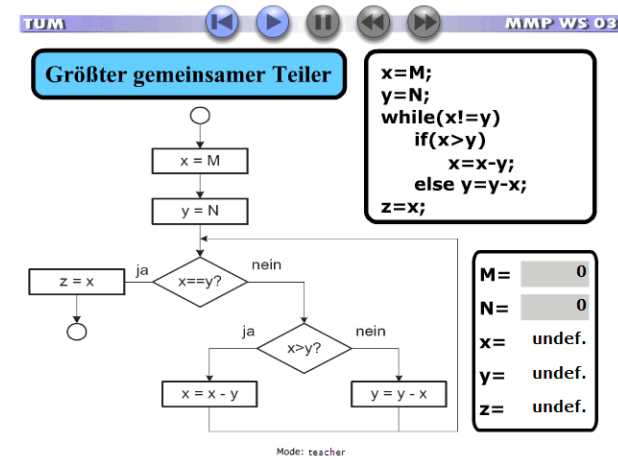 TUM
MMP WS 03
Größter gemeinsamer Teiler
x=M;
y=N;
while(x!=y)
if(x>y)
x=x-y;
else y=y-x;
z=x;
x = M
y = N
ja
x==y?
nein
z = x
ja
x>y?
nein
x = x - y
y = y - x
M= 0
N= 0
x= undef.
y= undef.
z= undef.
Mode: teacher